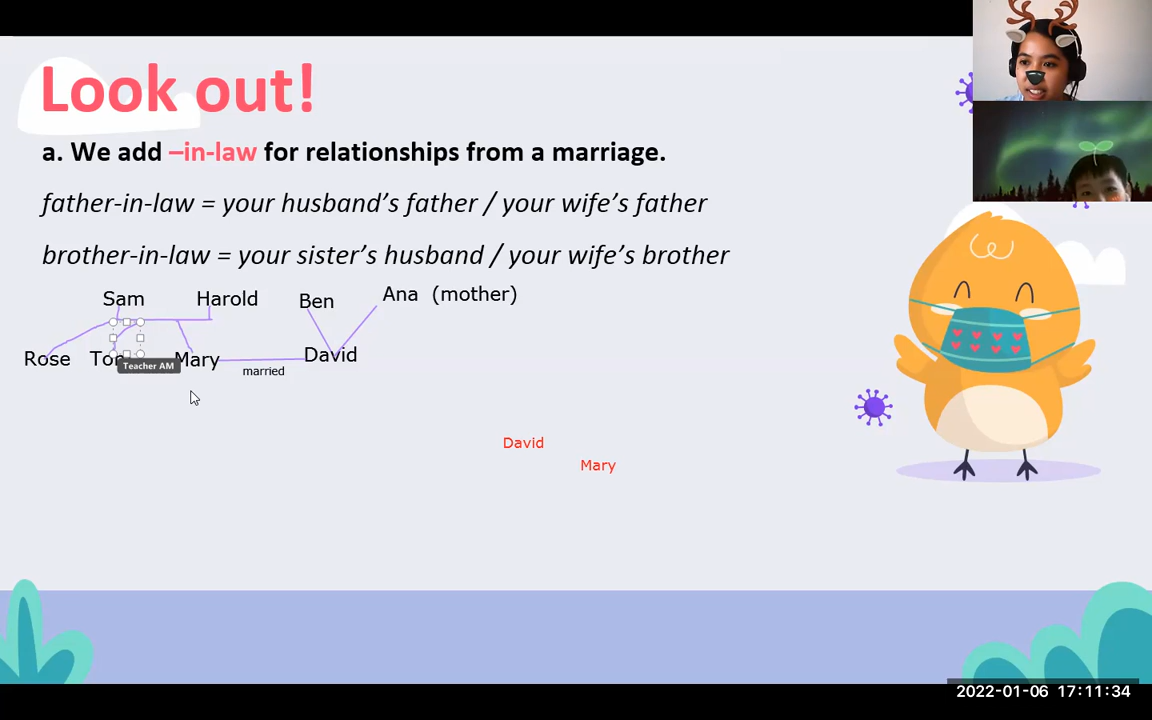 Look out!
a. We add –in-law for relationships from a marriage.
father-in-law = your husband's father / your wife's father
brother-in-law = your sister's husband / your wife's brother
Sam Harold Ben Ana (mother)
Rose Mary David
Teacher AM
married
David
Mary
2022-01-06 17:11:34